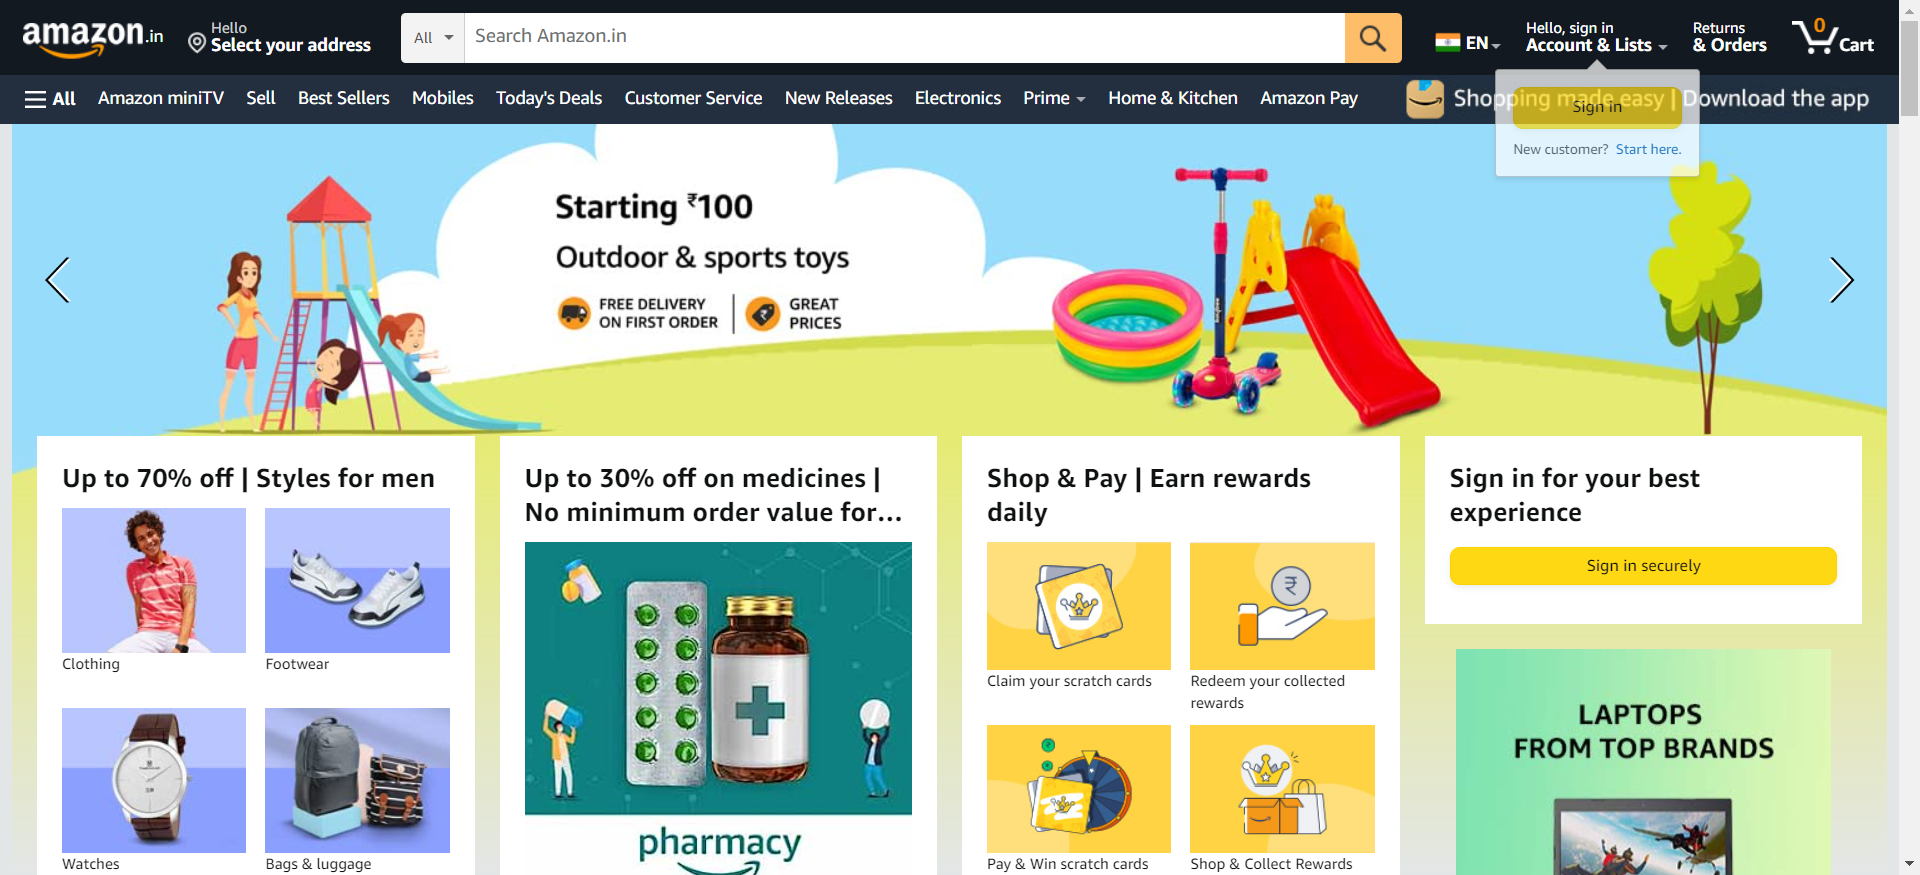 amazon.in
Hello
Select your address
All
Search Amazon.in
EN
Hello, sign in
Account & Lists
Returns
& Orders
0
Cart
All
Amazon miniTV
Sell
Best Sellers
Mobiles
Today's Deals
Customer Service
New Releases
Electronics
Prime
Home & Kitchen
Amazon Pay
Shopping made easy | Download the app
Sign in
New customer? Start here.
Starting ₹100
Outdoor & sports toys
FREE DELIVERY
ON FIRST ORDER
GREAT
PRICES
Up to 70% off | Styles for men
Clothing
Footwear
Watches
Bags & luggage
Up to 30% off on medicines |
No minimum order value for...
pharmacy
Shop & Pay | Earn rewards
daily
Claim your scratch cards
Redeem your collected
rewards
Pay & Win scratch cards
Shop & Collect Rewards
Sign in for your best
experience
Sign in securely
LAPTOPS
FROM TOP BRANDS